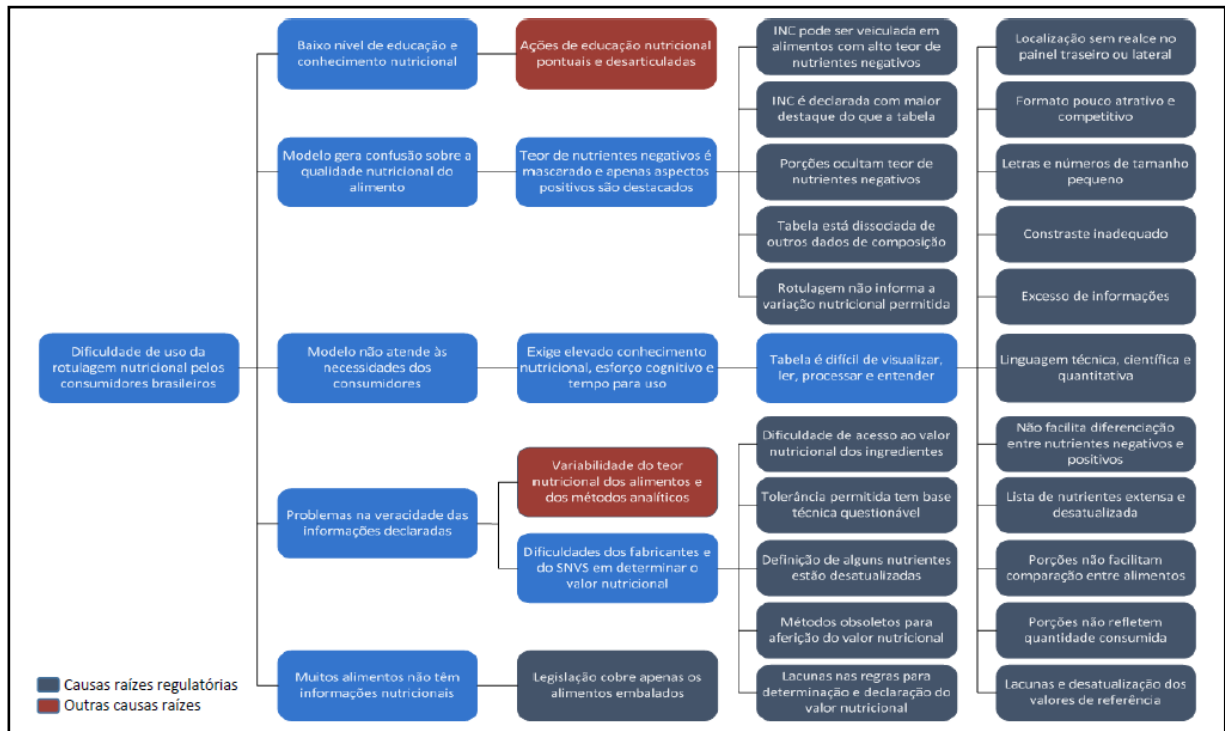 Dificuldade de uso da
rotulagem nutricional pelos
consumidores brasileiros
Baixo nível de educação e
conhecimento nutricional
Modelo gera confusão sobre a
qualidade nutricional do
alimento
Modelo não atende às
necessidades dos
consumidores
Problemas na veracidade das
informações declaradas
Muitos alimentos não têm
informações nutricionais
Ações de educação nutricional
pontuais e desarticuladas
Teor de nutrientes negativos é
mascarado e apenas aspectos
positivos são destacados
Exige elevado conhecimento
nutricional, esforço cognitivo e
tempo para uso
Variabilidade do teor
nutricional dos alimentos e
dos métodos analíticos
Dificuldades dos fabricantes e
do SNVS em determinar o
valor nutricional
Legislação cobre apenas os
alimentos embalados
INC pode ser veiculada em
alimentos com alto teor de
nutrientes negativos
INC é declarada com maior
destaque do que a tabela
Porções ocultam teor de
nutrientes negativos
Tabela está dissociada de
outros dados de composição
Rotulagem não informa a
variação nutricional permitida
Tabela é difícil de visualizar,
ler, processar e entender
Dificuldade de acesso ao valor
nutricional dos ingredientes
Tolerância permitida tem base
técnica questionável
Definição de alguns nutrientes
estão desatualizadas
Métodos obsoletos para
aferição do valor nutricional
Lacunas nas regras para
determinação e declaração do
valor nutricional
Localização sem realce no
painel traseiro ou lateral
Formato pouco atrativo e
competitivo
Letras e números de tamanho
pequeno
Constraste inadequado
Excesso de informações
Linguagem técnica, científica e
quantitativa
Não facilita diferenciação
entre nutrientes negativos e
positivos
Lista de nutrientes extensa e
desatualizada
Porções não facilitam
comparação entre alimentos
Porções não refletem
quantidade consumida
Lacunas e desatualização dos
valores de referência
Causas raízes regulatórias
Outras causas raízes